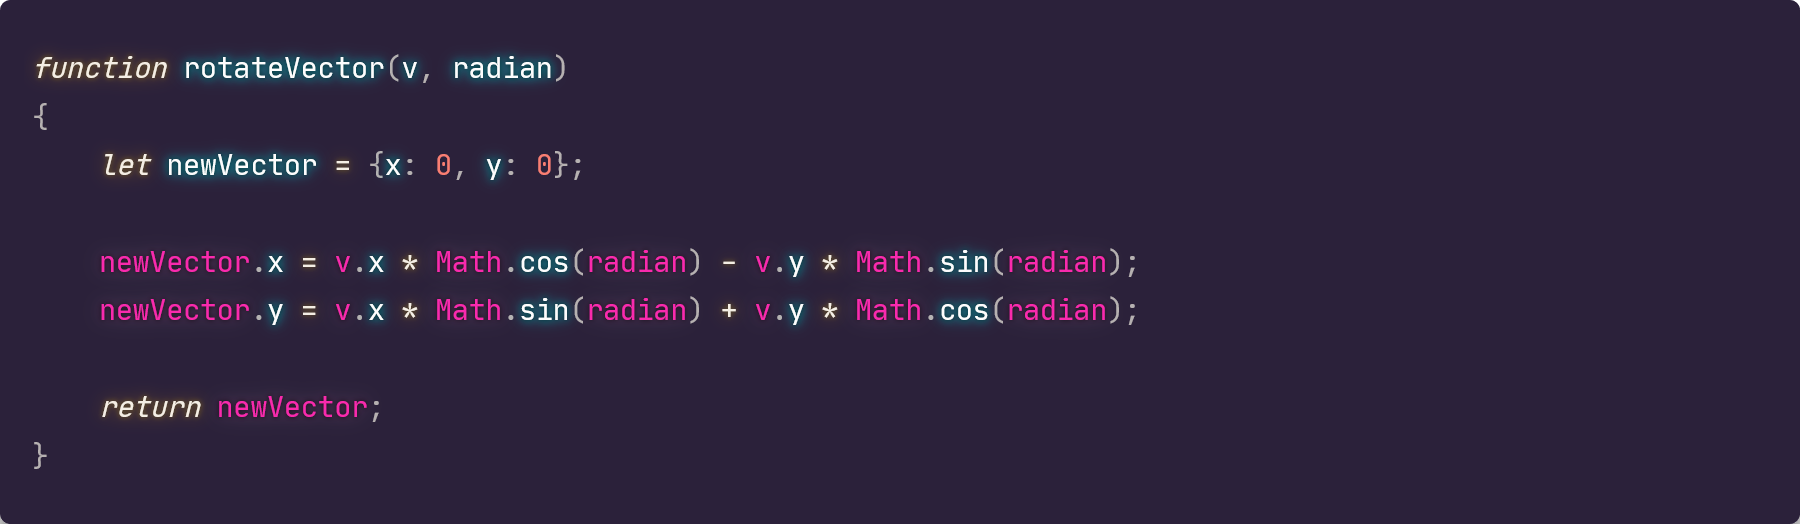 function rotateVector(v, radian)
{
    let newVector = {x: 0, y: 0};
    newVector.x = v.x * Math.cos(radian) - v.y * Math.sin(radian);
    newVector.y = v.x * Math.sin(radian) + v.y * Math.cos(radian);
    return newVector;
}